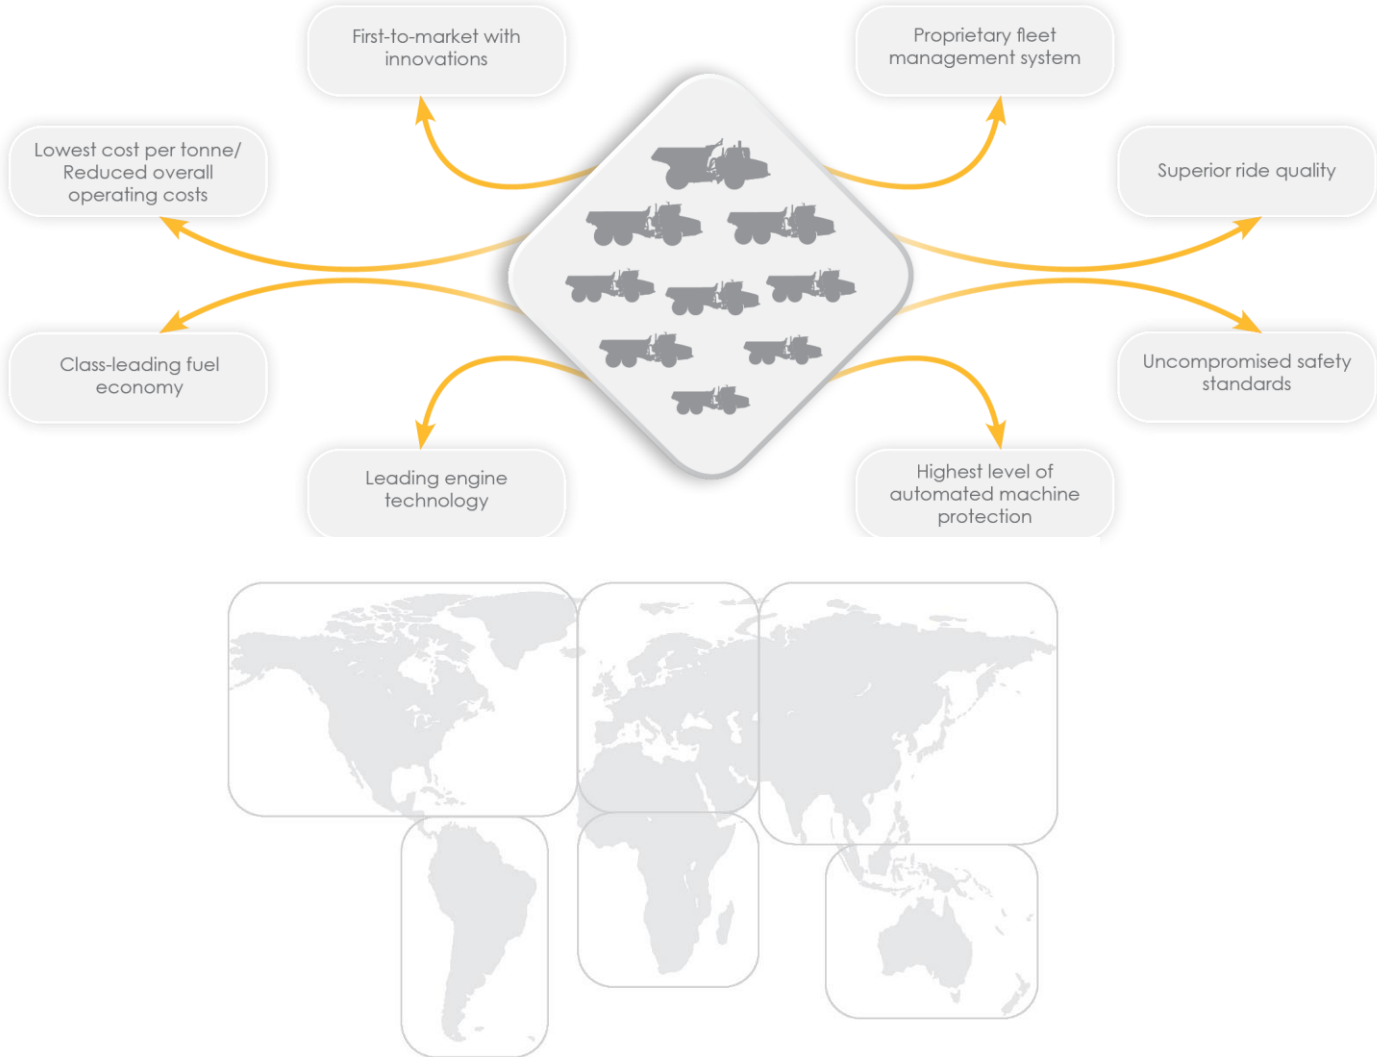 First-to-market with
innovations
Proprietary fleet
management system
Lowest cost per tonne/
Reduced overall
operating costs
Superior ride quality
Class-leading fuel
economy
Uncompromised safety
standards
Leading engine
technology
Highest level of
automated machine
protection